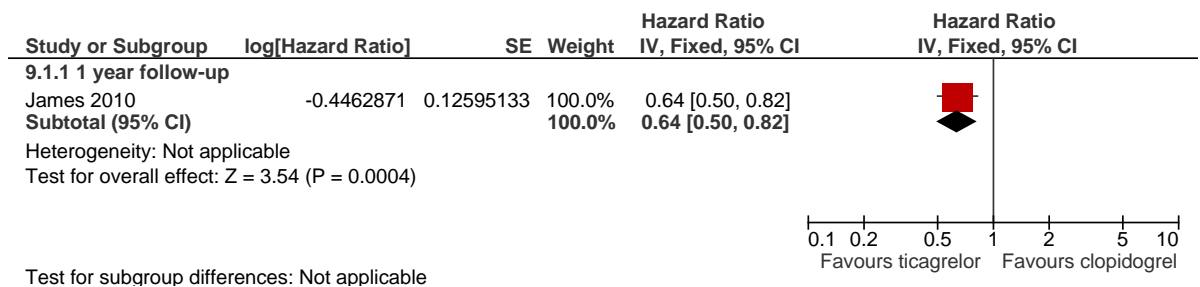 Hazard Ratio Hazard Ratio
Study or Subgroup log[Hazard Ratio] SE Weight IV, Fixed, 95% CI IV, Fixed, 95% CI
9.1.1 1 year follow-up
James 2010 -0.4462871 0.12595133 100.0% 0.64 [0.50, 0.82]
Subtotal (95% CI) 100.0% 0.64 [0.50, 0.82]
Heterogeneity: Not applicable
Test for overall effect: Z = 3.54 (P = 0.0004)
0.1 0.2 0.5 1 2 5 10
Favours ticagrelor Favours clopidogrel
Test for subgroup differences: Not applicable